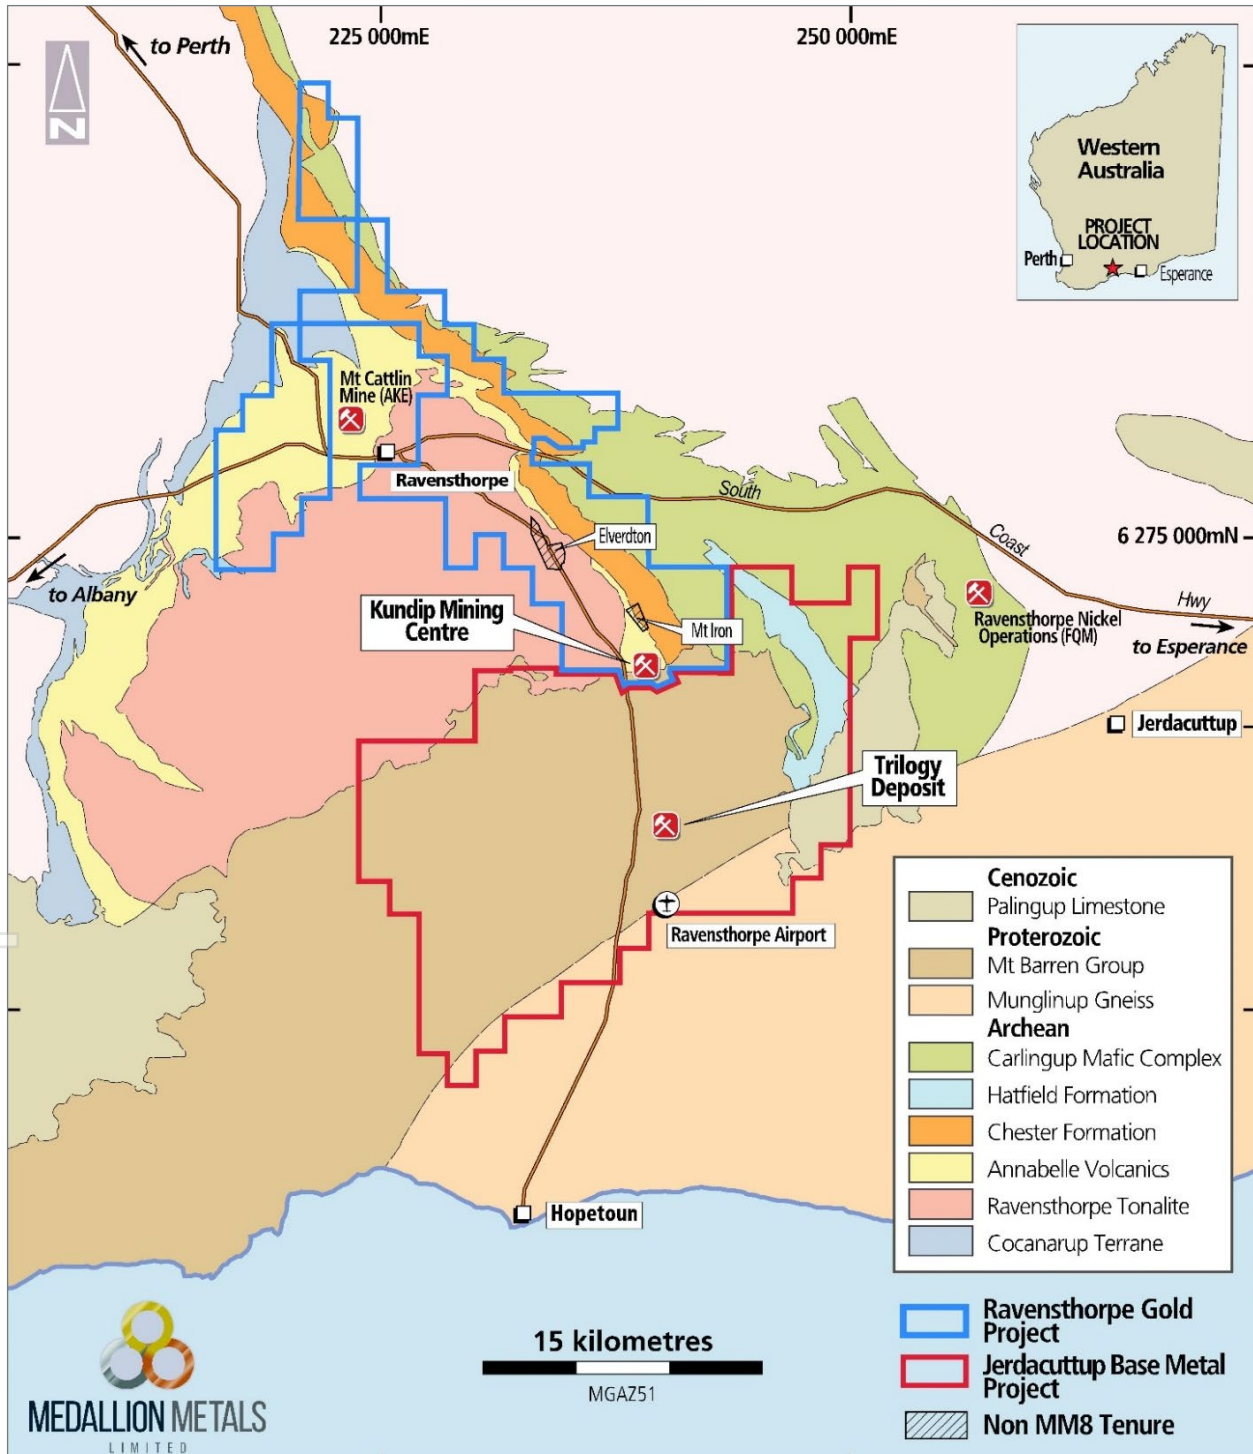 225 000mE
250 000mE
to Perth
N
Western
Australia
PROJECT
LOCATION
Perth
Esperance
Mt Cattlin
Mine (AKE)
Ravensthorpe
South
Coast
Hwy
6 275 000mN
Elverdton
to Albany
Kundip Mining
Centre
Mt Iron
Ravensthorpe Nickel
Operations (FQM)
to Esperance
Jerdacuttup
Trilogy
Deposit
Ravensthorpe Airport
Hopetoun
Cenozoic
Palingup Limestone
Proterozoic
Mt Barren Group
Munglinup Gneiss
Archean
Carlingup Mafic Complex
Hatfield Formation
Chester Formation
Annabelle Volcanics
Ravensthorpe Tonalite
Cocanarup Terrane
Ravensthorpe Gold
Project
Jerdacuttup Base Metal
Project
Non MM8 Tenure
15 kilometres
MGAZ51
MEDALLION METALS
LIMITED